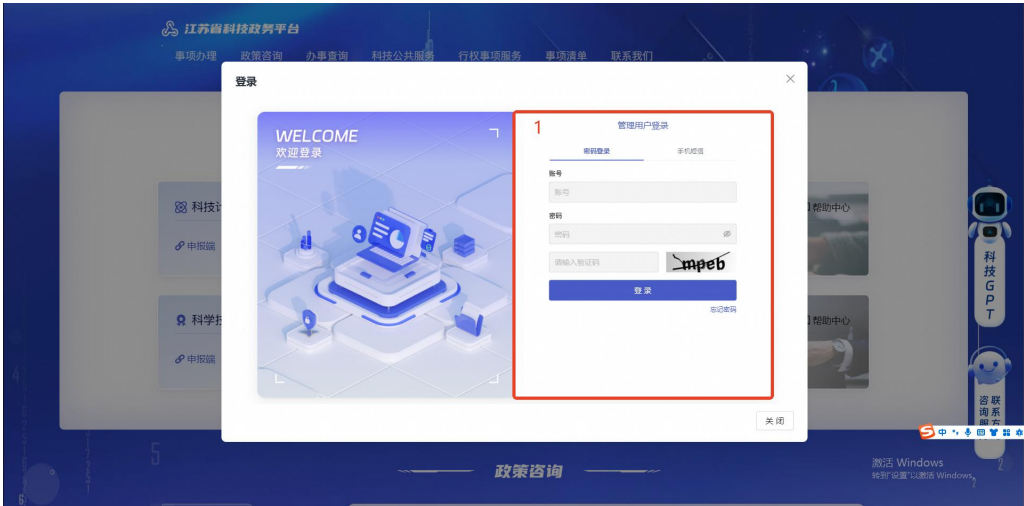 江苏省科技政务平台
事项办理 政策咨询 办事查询 科技公共服务 行权事项服务 事项清单 联系我们
登录
WELCOME
欢迎登录
1
管理用户登录
密码登录 手机短信
账号
账号
密码
密码
请输入验证码
mpeb
登 录
忘记密码
关 闭
科技计
申报端
帮助中心
科学技
申报端
帮助中心
科技GPT
咨询
联系方
中
政策咨询
激活 Windows
转到"设置"以激活 Windows。